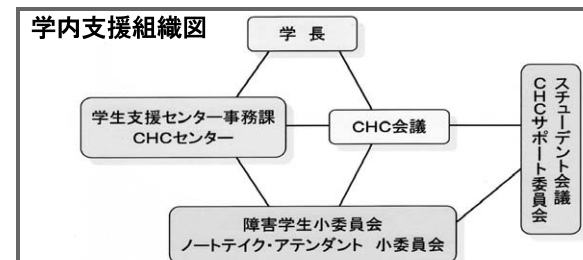 学内支援組織図
学 長
学生支援センター事務課
CHCセンター
CHC会議
スチューデント会議
CHCサポート委員会
障害学生小委員会
ノートテイク・アテンダント 小委員会